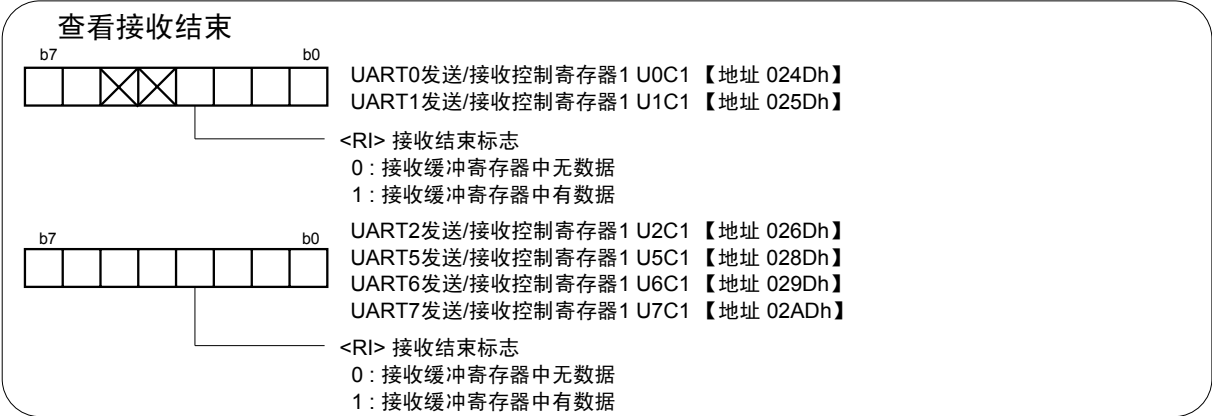 查看接收结束
b7 b0
UART0发送/接收控制寄存器1 U0C1 【地址 024Dh】
UART1发送/接收控制寄存器1 U1C1 【地址 025Dh】
<RI> 接收结束标志
0 : 接收缓冲寄存器中无数据
1 : 接收缓冲寄存器中有数据
b7 b0
UART2发送/接收控制寄存器1 U2C1 【地址 026Dh】
UART5发送/接收控制寄存器1 U5C1 【地址 028Dh】
UART6发送/接收控制寄存器1 U6C1 【地址 029Dh】
UART7发送/接收控制寄存器1 U7C1 【地址 02ADh】
<RI> 接收结束标志
0 : 接收缓冲寄存器中无数据
1 : 接收缓冲寄存器中有数据